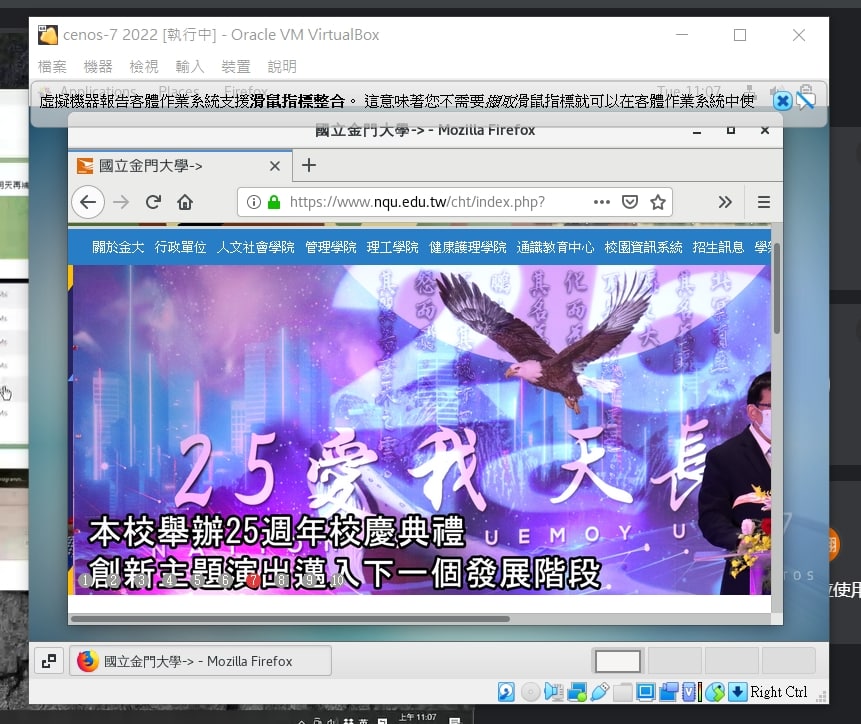 cenos-7 2022 [執行中] - Oracle VM VirtualBox
檔案 機器 檢視 輸入 裝置 說明
Applications Places Firefox Tue 11:07
虛擬機器報告客體作業系統支援滑鼠指標整合。 這意味著您不需要擷取滑鼠指標就可以在客體作業系統中使
國立金門大學-> - Mozilla Firefox
國立金門大學->
https://www.nqu.edu.tw/cht/index.php?
關於金大 行政單位 人文社會學院 管理學院 理工學院 健康護理學院 通識教育中心 校園資訊系統 招生訊息
25愛我 天長
UEMOY U
本校舉辦25週年校慶典禮
創新主題演出邁入下一個發展階段
1 2 3 4 5 6 7 8 9 10
國立金門大學-> - Mozilla Firefox
Right Ctrl
上午 11:07